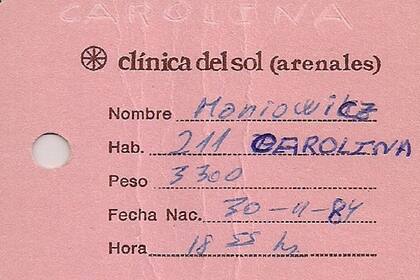 CAROLINA
clínica del sol (arenales)
Nombre Moniowicz
Hab. 211 CAROLINA
Peso 3300
Fecha Nac. 30-11-84
Hora 18 55 hs